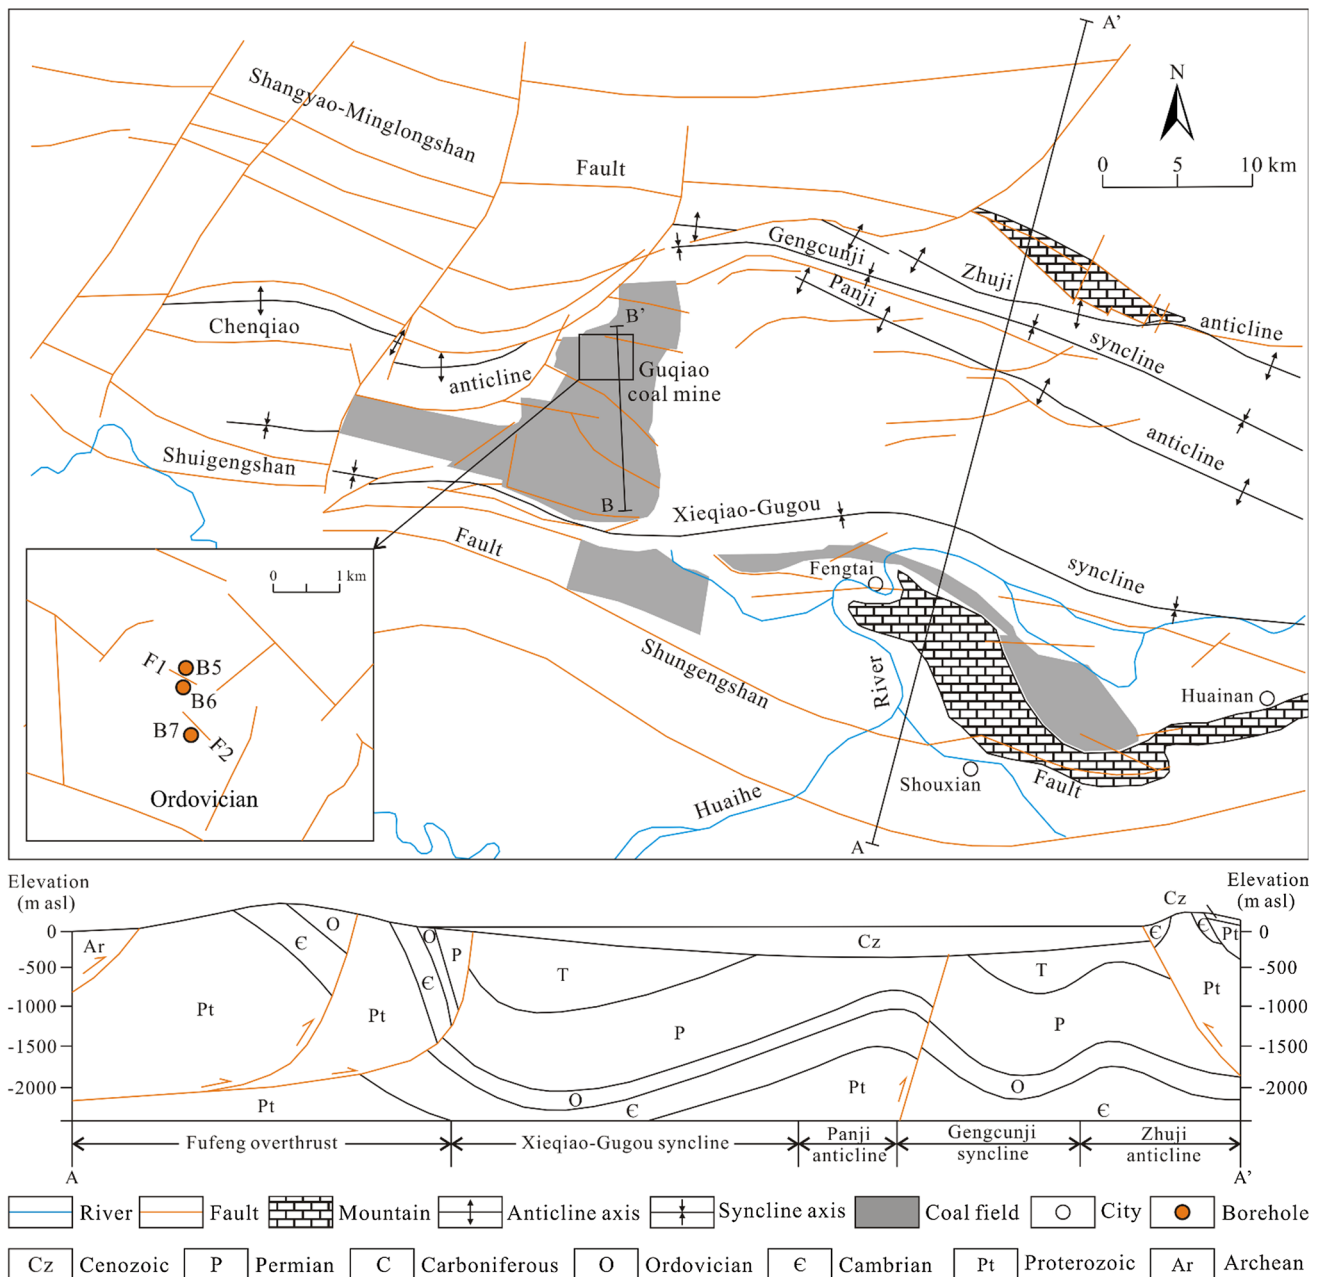 A'
N
0 5 10 km
Shangyao-Minglongshan
Fault
Gengcunji
Zhuji
Panji
anticline
syncline
Chenqiao
B'
Guqiao
coal mine
anticline
anticline
Shuigengshan
B
Xieqiao-Gugou
Fault
Fengtai
syncline
0 1 km
Shungengshan
River
Huainan
F1
B5
B6
B7
F2
Ordovician
Shouxian
Fault
Huaihe
A
Elevation
(m asl)
Elevation
(m asl)
Cz
0 Ar Є O O P Cz Є Є Pt 0
-500 Є T T Pt -500
-1000 Pt Pt P P -1000
-1500 -1500
-2000 Pt O Є Pt O Є -2000
Fufeng overthrust
Xieqiao-Gugou syncline
Panji
anticline
Gengcunji
syncline
Zhuji
anticline
A A'
River Fault Mountain Anticline axis Syncline axis Coal field City Borehole
Cz Cenozoic P Permian C Carboniferous O Ordovician Є Cambrian Pt Proterozoic Ar Archean